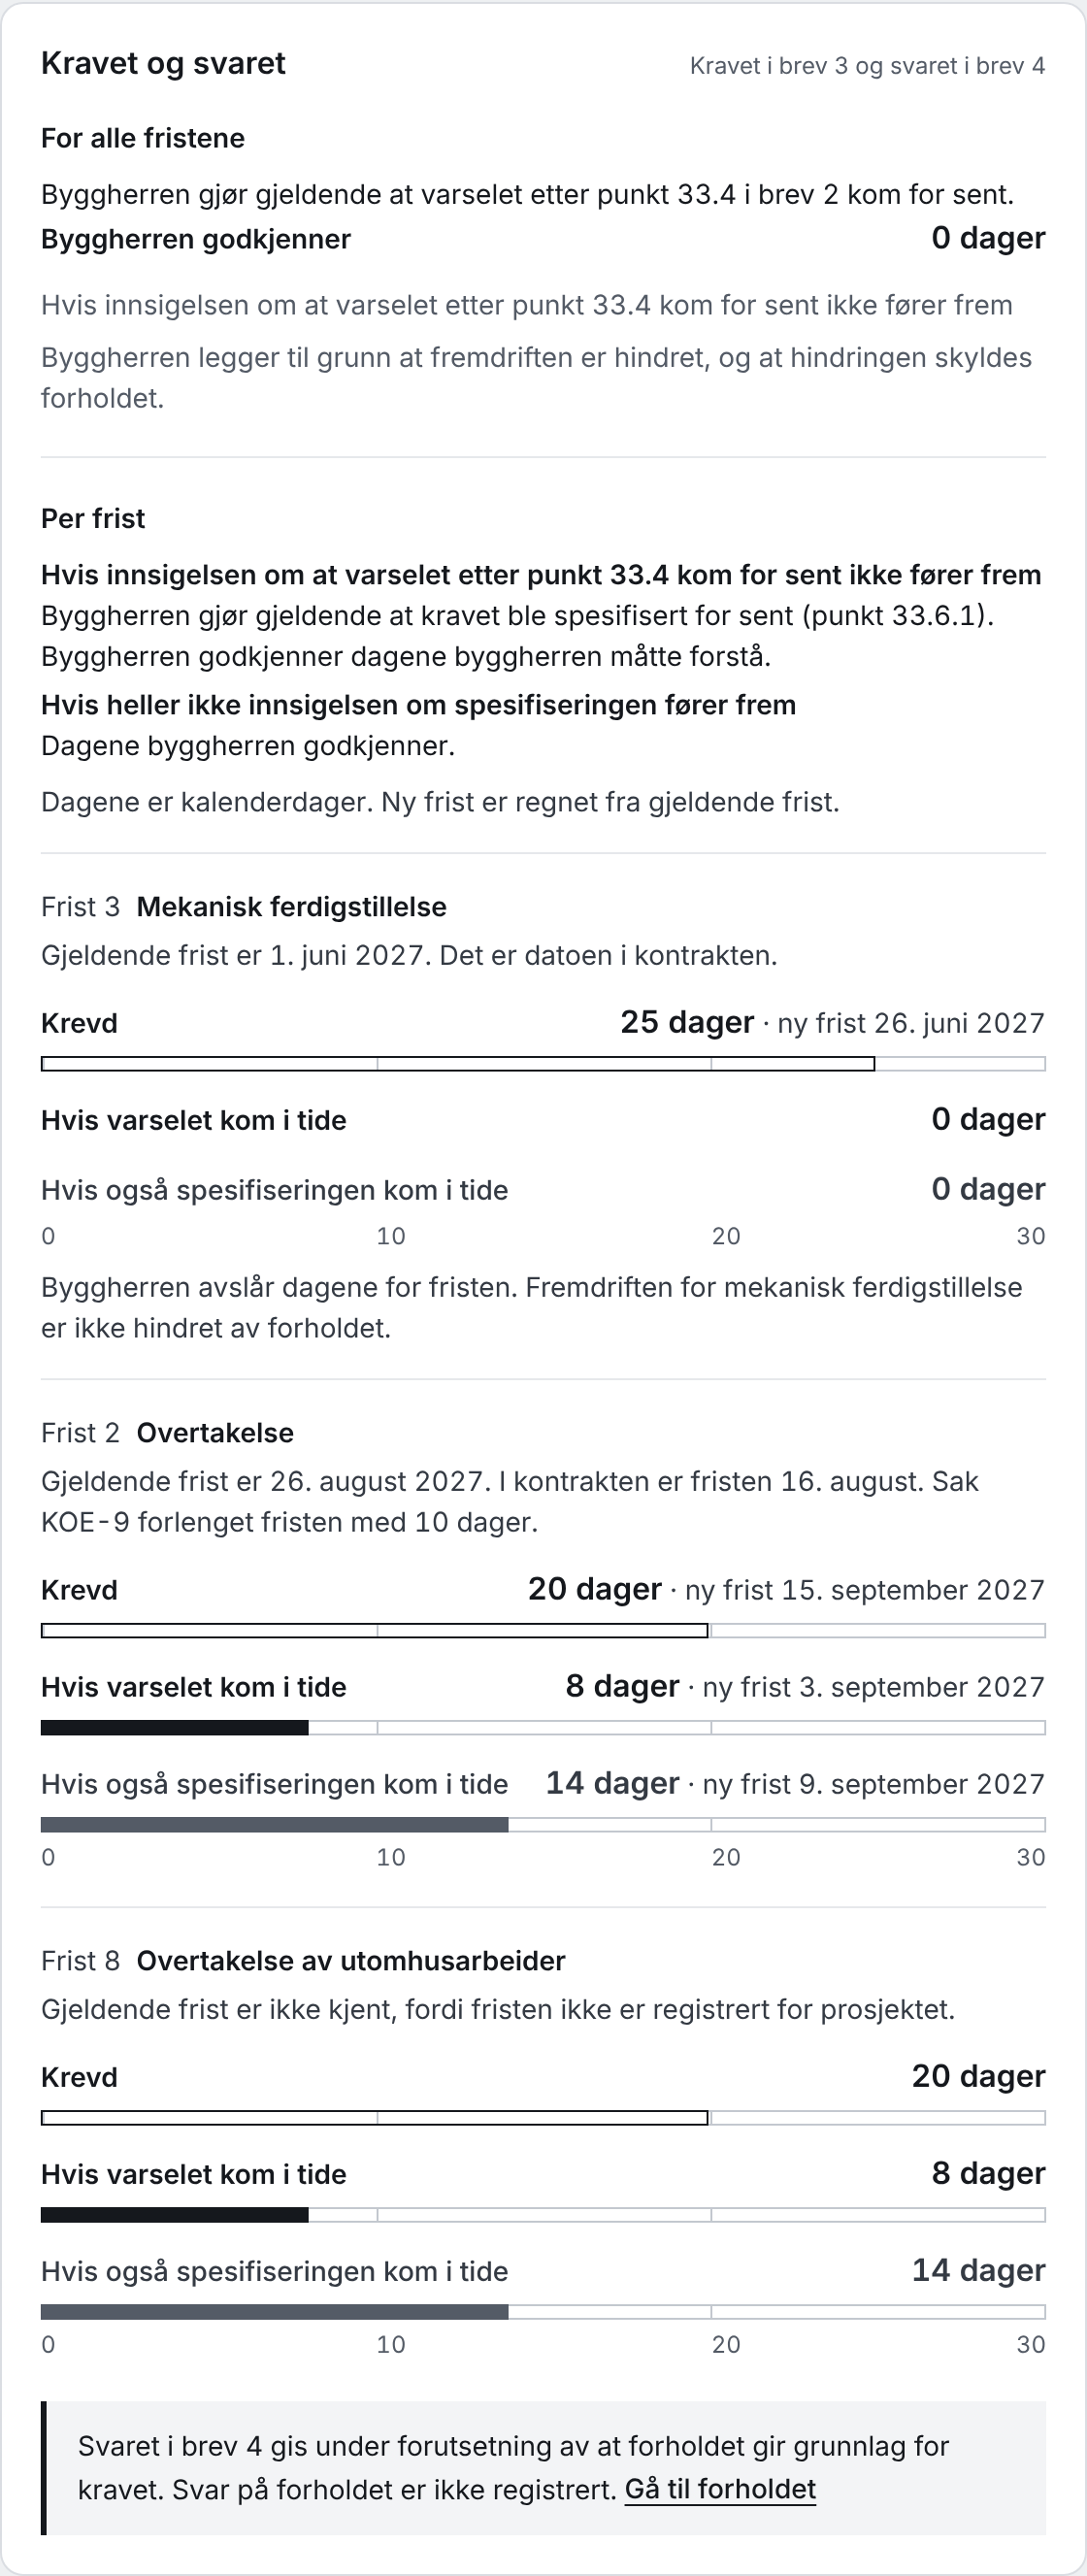 Kravet og svaret
Kravet i brev 3 og svaret i brev 4
For alle fristene
Byggherren gjør gjeldende at varselet etter punkt 33.4 i brev 2 kom for sent.
Byggherren godkjenner 0 dager
Hvis innsigelsen om at varselet etter punkt 33.4 kom for sent ikke fører frem
Byggherren legger til grunn at fremdriften er hindret, og at hindringen skyldes
forholdet.
Per frist
Hvis innsigelsen om at varselet etter punkt 33.4 kom for sent ikke fører frem
Byggherren gjør gjeldende at kravet ble spesifisert for sent (punkt 33.6.1).
Byggherren godkjenner dagene byggherren måtte forstå.
Hvis heller ikke innsigelsen om spesifiseringen fører frem
Dagene byggherren godkjenner.
Dagene er kalenderdager. Ny frist er regnet fra gjeldende frist.
Frist 3 Mekanisk ferdigstillelse
Gjeldende frist er 1. juni 2027. Det er datoen i kontrakten.
Krevd 25 dager · ny frist 26. juni 2027
Hvis varselet kom i tide 0 dager
Hvis også spesifiseringen kom i tide 0 dager
0 10 20 30
Byggherren avslår dagene for fristen. Fremdriften for mekanisk ferdigstillelse
er ikke hindret av forholdet.
Frist 2 Overtakelse
Gjeldende frist er 26. august 2027. I kontrakten er fristen 16. august. Sak
KOE-9 forlenget fristen med 10 dager.
Krevd 20 dager · ny frist 15. september 2027
Hvis varselet kom i tide 8 dager · ny frist 3. september 2027
Hvis også spesifiseringen kom i tide 14 dager · ny frist 9. september 2027
0 10 20 30
Frist 8 Overtakelse av utomhusarbeider
Gjeldende frist er ikke kjent, fordi fristen ikke er registrert for prosjektet.
Krevd 20 dager
Hvis varselet kom i tide 8 dager
Hvis også spesifiseringen kom i tide 14 dager
0 10 20 30
Svaret i brev 4 gis under forutsetning av at forholdet gir grunnlag for
kravet. Svar på forholdet er ikke registrert. Gå til forholdet